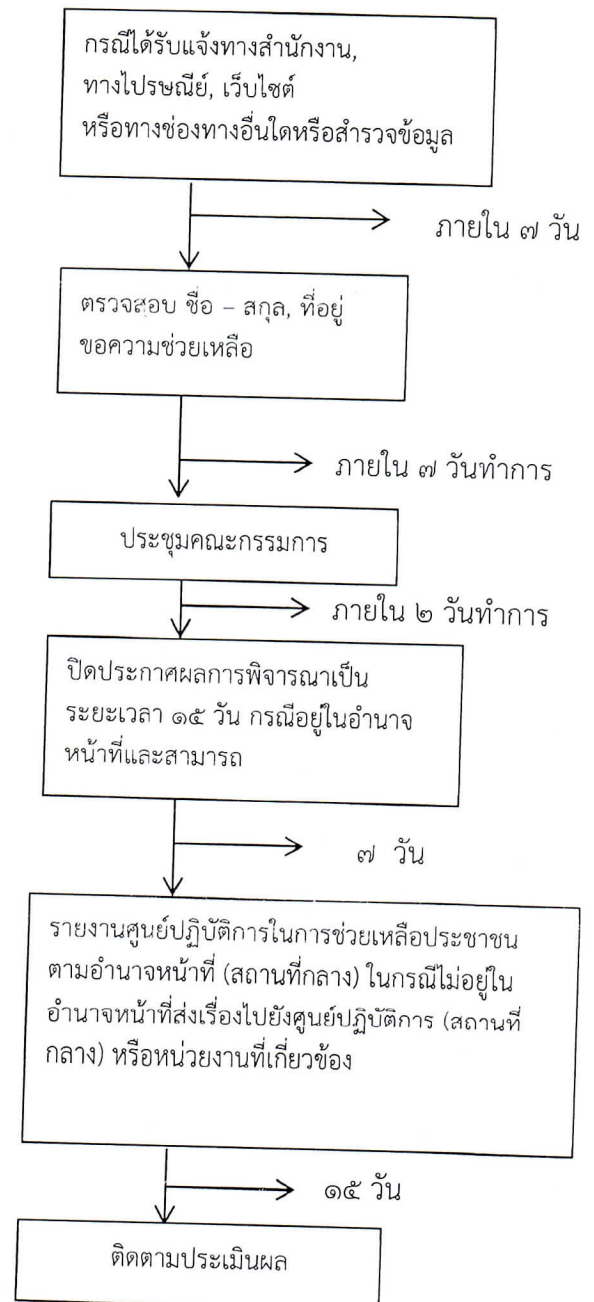 กรณีได้รับแจ้งทางสำนักงาน,
ทางไปรษณีย์, เว็บไซต์
หรือทางช่องทางอื่นใดหรือสำรวจข้อมูล
ภายใน ๗ วัน
ตรวจสอบ ชื่อ – สกุล, ที่อยู่
ขอความช่วยเหลือ
ภายใน ๗ วันทำการ
ประชุมคณะกรรมการ
ภายใน ๒ วันทำการ
ปิดประกาศผลการพิจารณาเป็น
ระยะเวลา ๑๕ วัน กรณีอยู่ในอำนาจ
หน้าที่และสามารถ
๗ วัน
รายงานศูนย์ปฏิบัติการในการช่วยเหลือประชาชน
ตามอำนาจหน้าที่ (สถานที่กลาง) ในกรณีไม่อยู่ใน
อำนาจหน้าที่ส่งเรื่องไปยังศูนย์ปฏิบัติการ (สถานที่
กลาง) หรือหน่วยงานที่เกี่ยวข้อง
๑๕ วัน
ติดตามประเมินผล